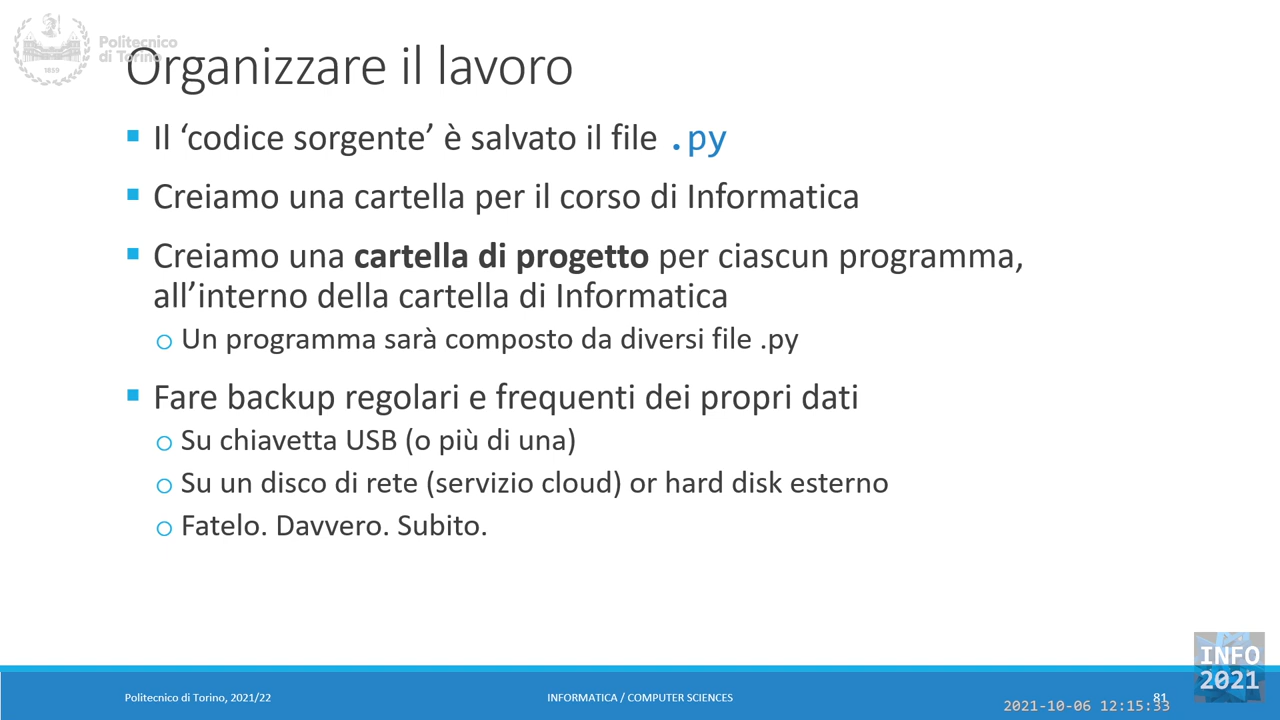 Politecnico
di Torino
1859
Organizzare il lavoro
Il ‘codice sorgente’ è salvato il file .py
Creiamo una cartella per il corso di Informatica
Creiamo una cartella di progetto per ciascun programma,
all’interno della cartella di Informatica
Un programma sarà composto da diversi file .py
Fare backup regolari e frequenti dei propri dati
Su chiavetta USB (o più di una)
Su un disco di rete (servizio cloud) or hard disk esterno
Fatelo. Davvero. Subito.
INFO
2021
Politecnico di Torino, 2021/22
INFORMATICA / COMPUTER SCIENCES
81
2021-10-06 12:15:33